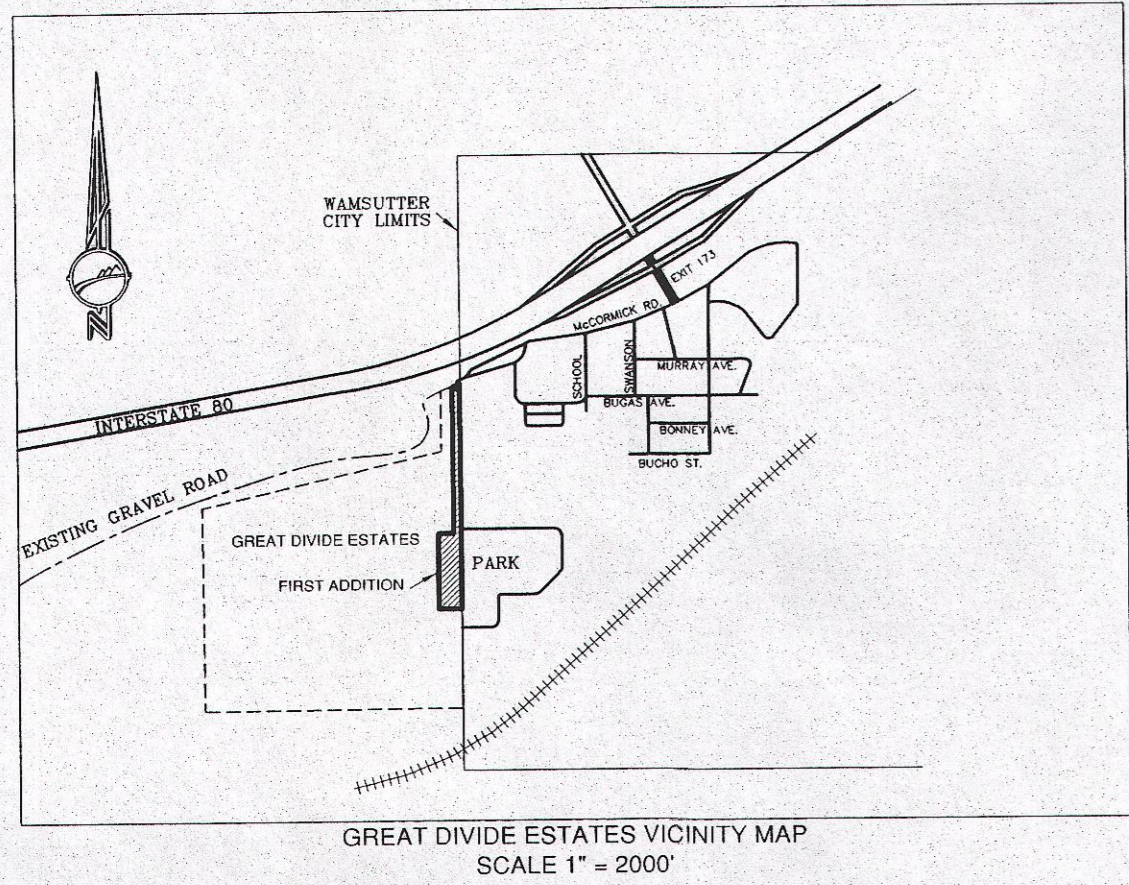 WAMSUTTER
CITY LIMITS
EXIT 173
McCORMICK RD.
SCHOOL
SWANSON
MURRAY AVE.
BUGAS AVE.
BONNEY AVE.
BUCHO ST.
INTERSTATE 80
EXISTING GRAVEL ROAD
GREAT DIVIDE ESTATES
FIRST ADDITION
PARK
N
GREAT DIVIDE ESTATES VICINITY MAP
SCALE 1" = 2000'